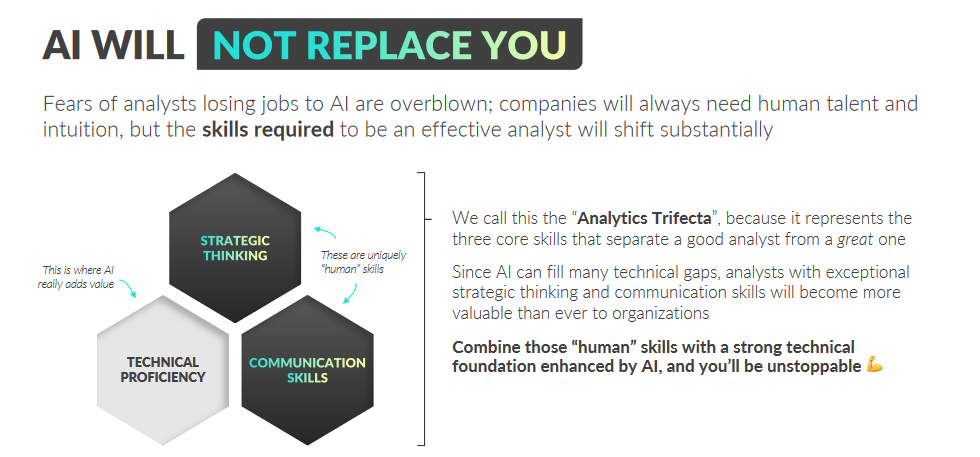 AI WILL NOT REPLACE YOU
Fears of analysts losing jobs to AI are overblown; companies will always need human talent and
intuition, but the skills required to be an effective analyst will shift substantially
STRATEGIC
THINKING
These are uniquely
"human" skills
This is where AI
really adds value
TECHNICAL
PROFICIENCY
COMMUNICATION
SKILLS
We call this the “Analytics Trifecta”, because it represents the
three core skills that separate a good analyst from a great one
Since AI can fill many technical gaps, analysts with exceptional
strategic thinking and communication skills will become more
valuable than ever to organizations
Combine those “human” skills with a strong technical
foundation enhanced by AI, and you’ll be unstoppable 💪